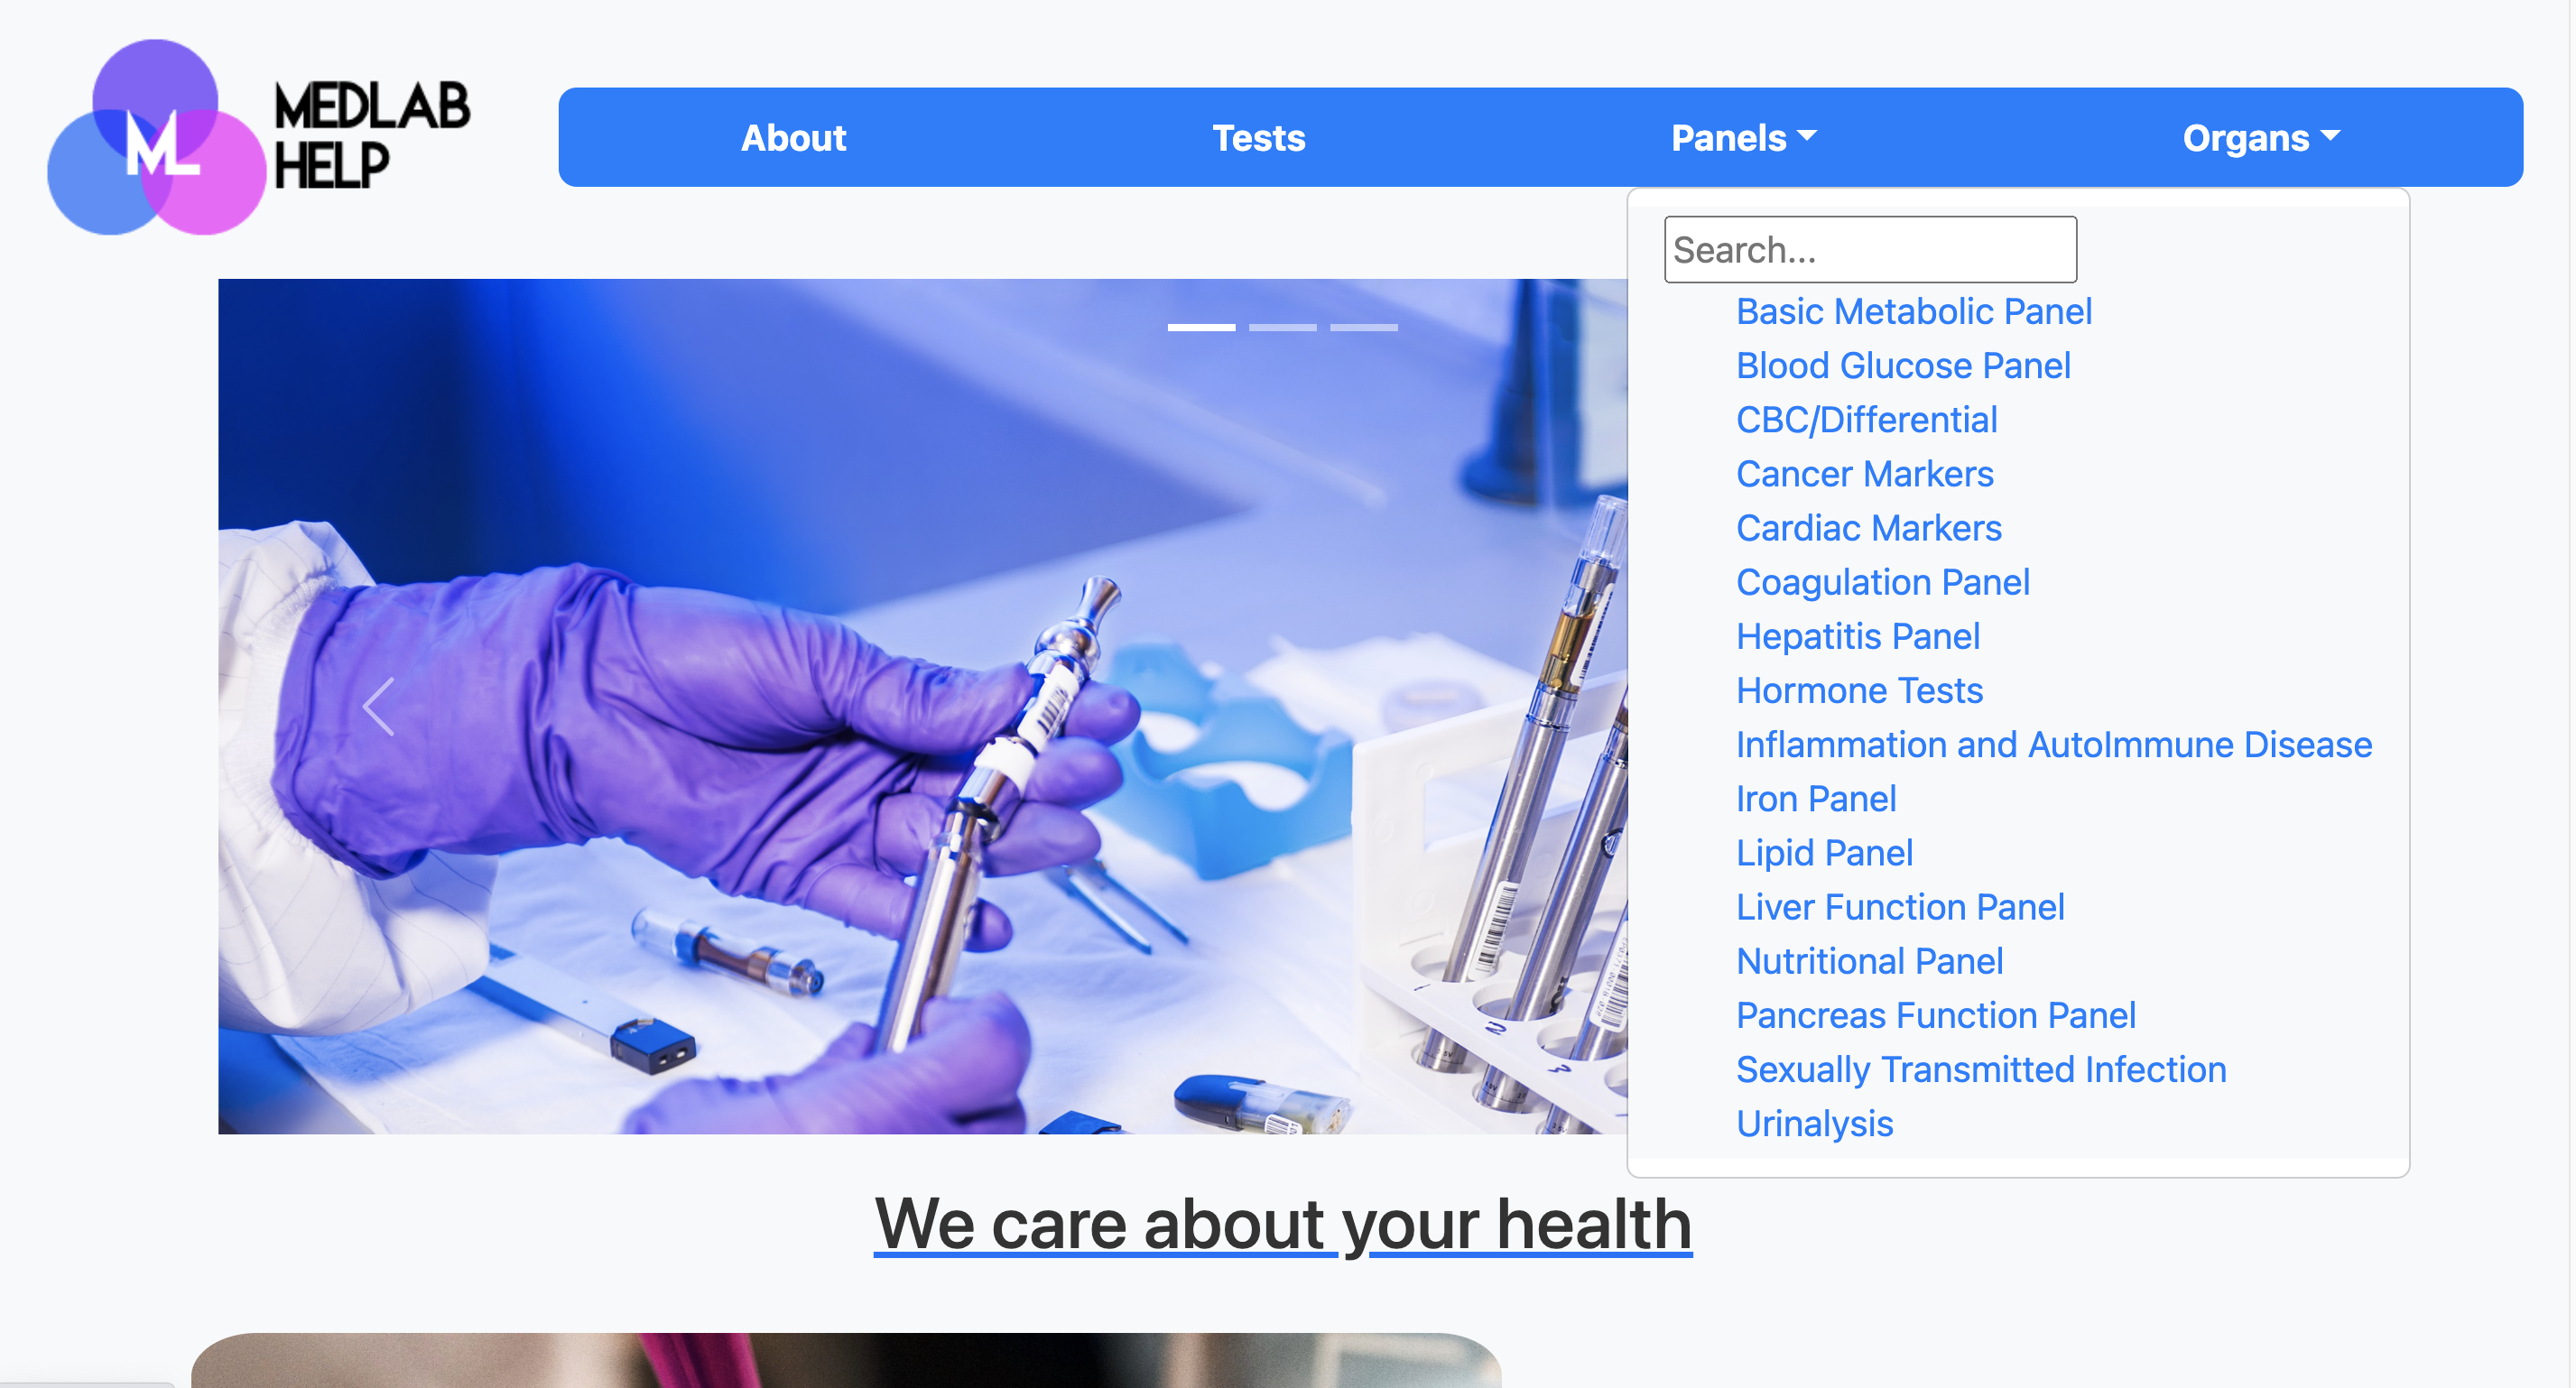 ML
MEDLAB
HELP
About
Tests
Panels
Organs
Search...
Basic Metabolic Panel
Blood Glucose Panel
CBC/Differential
Cancer Markers
Cardiac Markers
Coagulation Panel
Hepatitis Panel
Hormone Tests
Inflammation and AutoImmune Disease
Iron Panel
Lipid Panel
Liver Function Panel
Nutritional Panel
Pancreas Function Panel
Sexually Transmitted Infection
Urinalysis
We care about your health